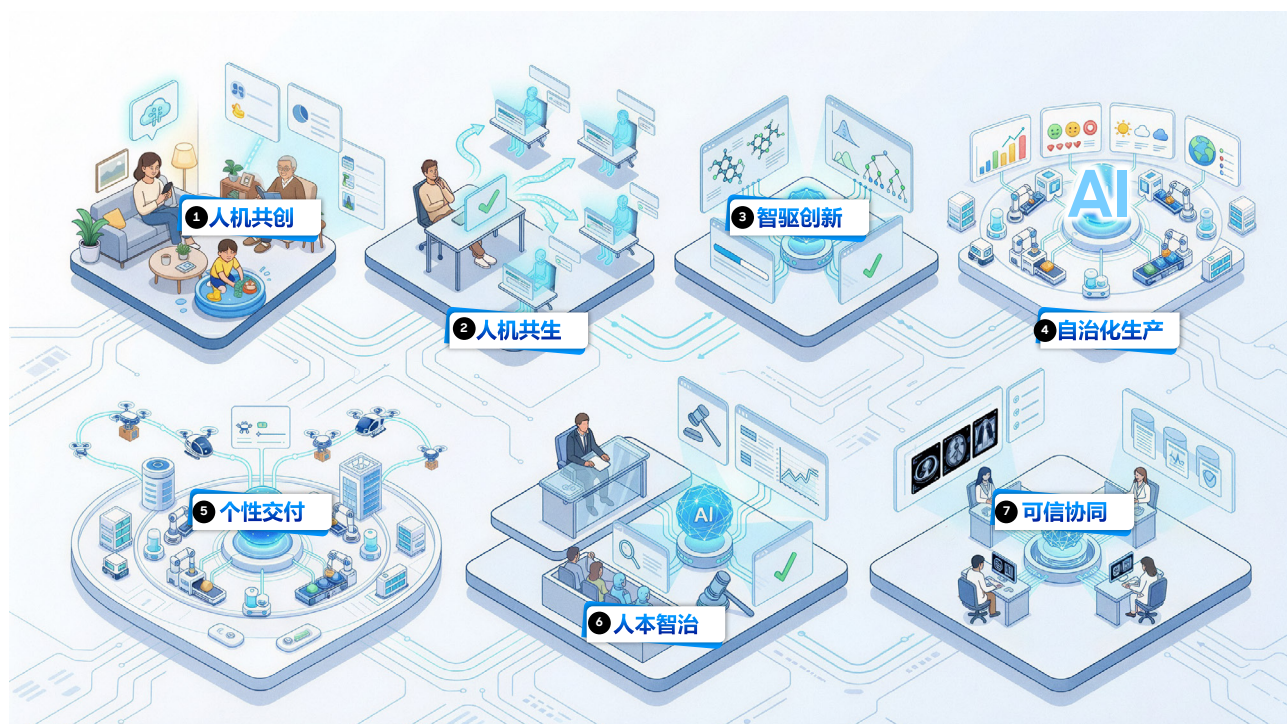 1 人机共创
2 人机共生
3 智驱创新
AI
4 自治化生产
5 个性交付
AI
6 人本智治
7 可信协同